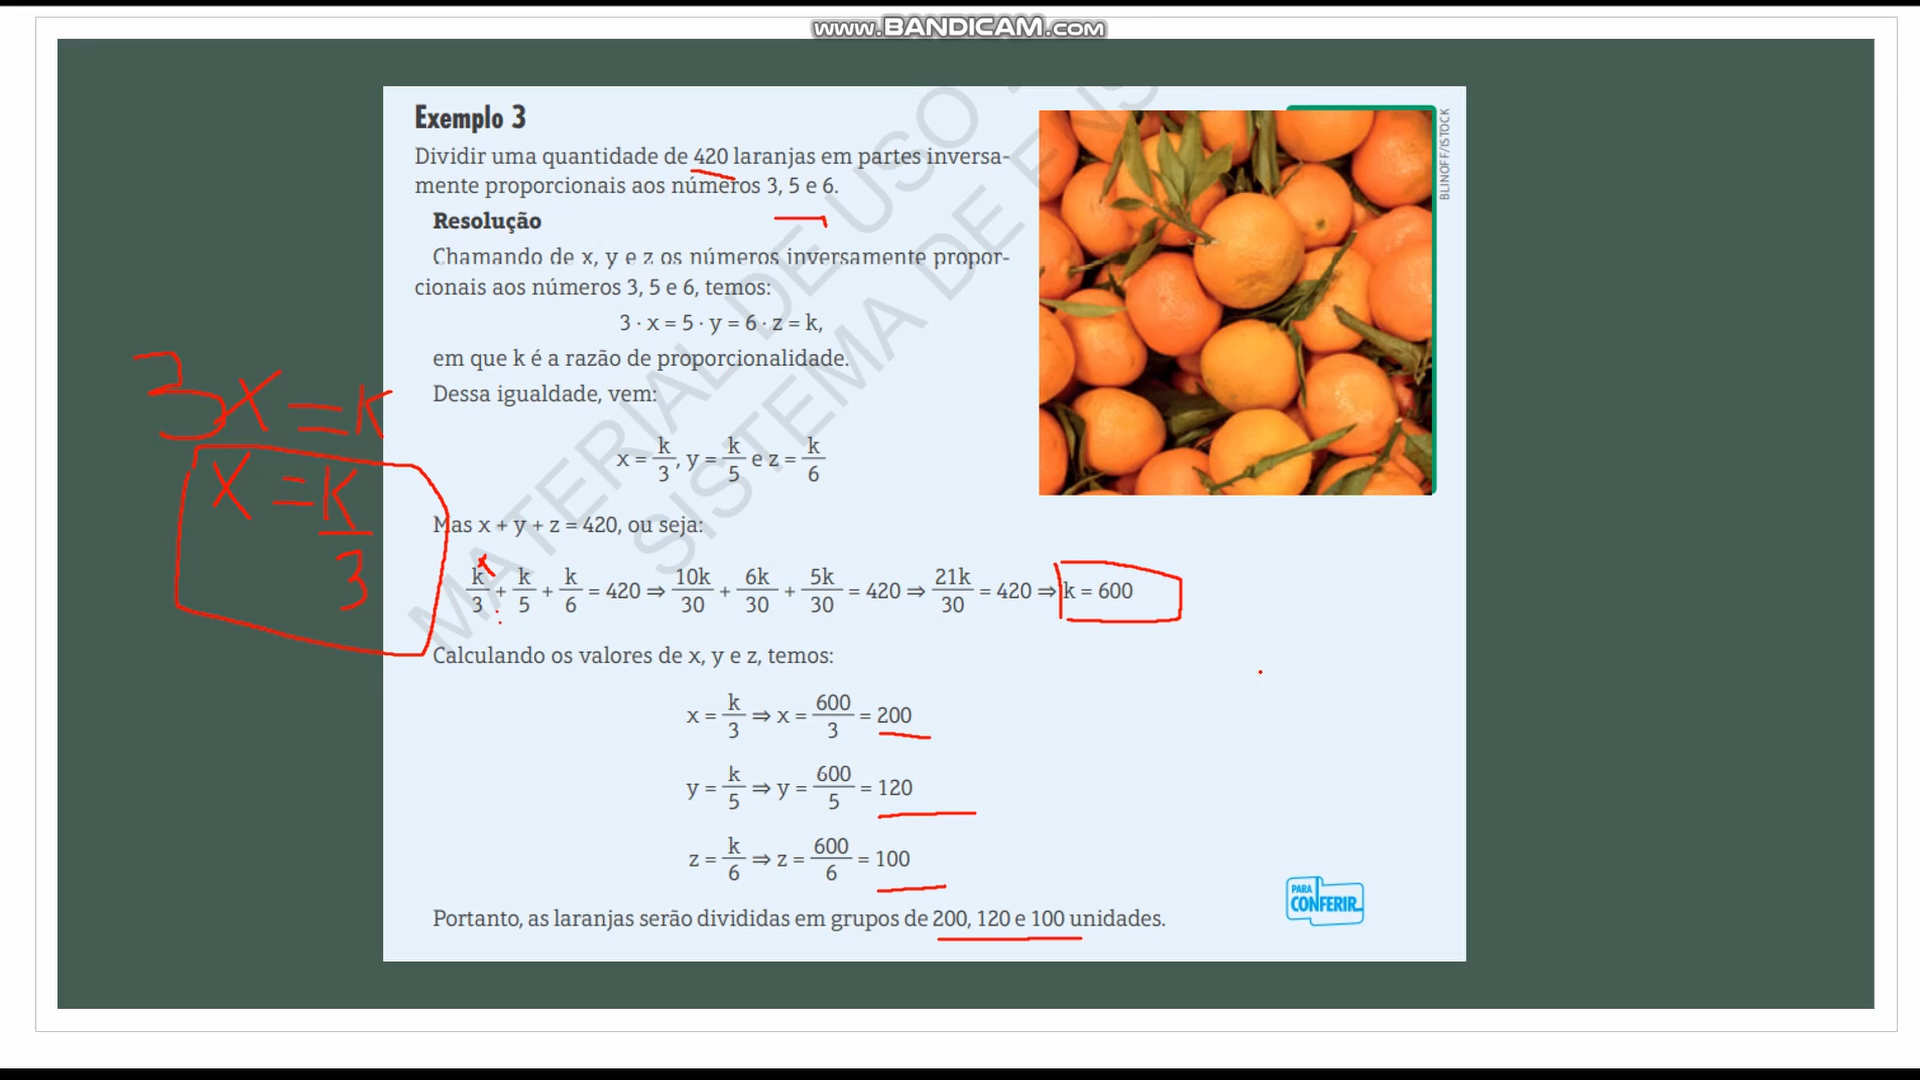 www.BANDICAM.com
Exemplo 3
Dividir uma quantidade de 420 laranjas em partes inversa-
mente proporcionais aos números 3, 5 e 6.
Resolução
Chamando de x, y e z os números inversamente propor-
cionais aos números 3, 5 e 6, temos:
3 · x = 5 · y = 6 · z = k,
em que k é a razão de proporcionalidade.
Dessa igualdade, vem:
x = k/3, y = k/5 e z = k/6
Mas x + y + z = 420, ou seja:
k/3 + k/5 + k/6 = 420 ⇒ 10k/30 + 6k/30 + 5k/30 = 420 ⇒ 21k/30 = 420 ⇒ k = 600
Calculando os valores de x, y e z, temos:
x = k/3 ⇒ x = 600/3 = 200
y = k/5 ⇒ y = 600/5 = 120
z = k/6 ⇒ z = 600/6 = 100
Portanto, as laranjas serão divididas em grupos de 200, 120 e 100 unidades.
3x = k
x = k/3
BLINOFF/ISTOCK
PARA
CONFERIR
MATERIAL DE USO
SISTEMA DE ENS